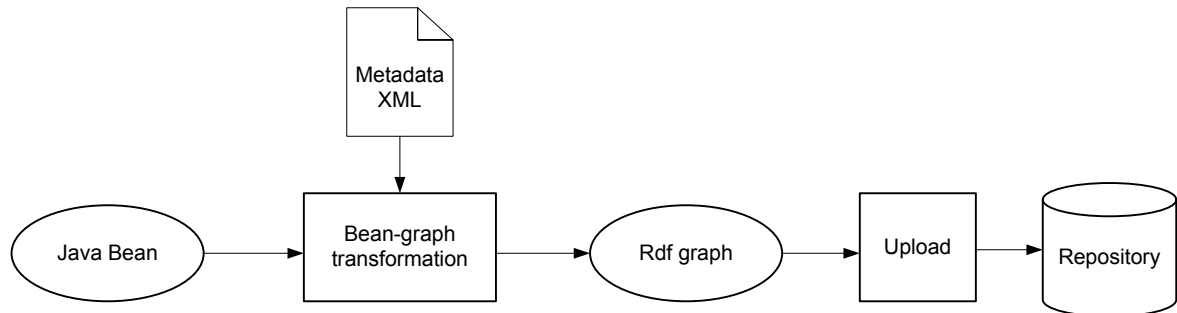 Metadata
XML
Java Bean
Bean-graph
transformation
Rdf graph
Upload
Repository